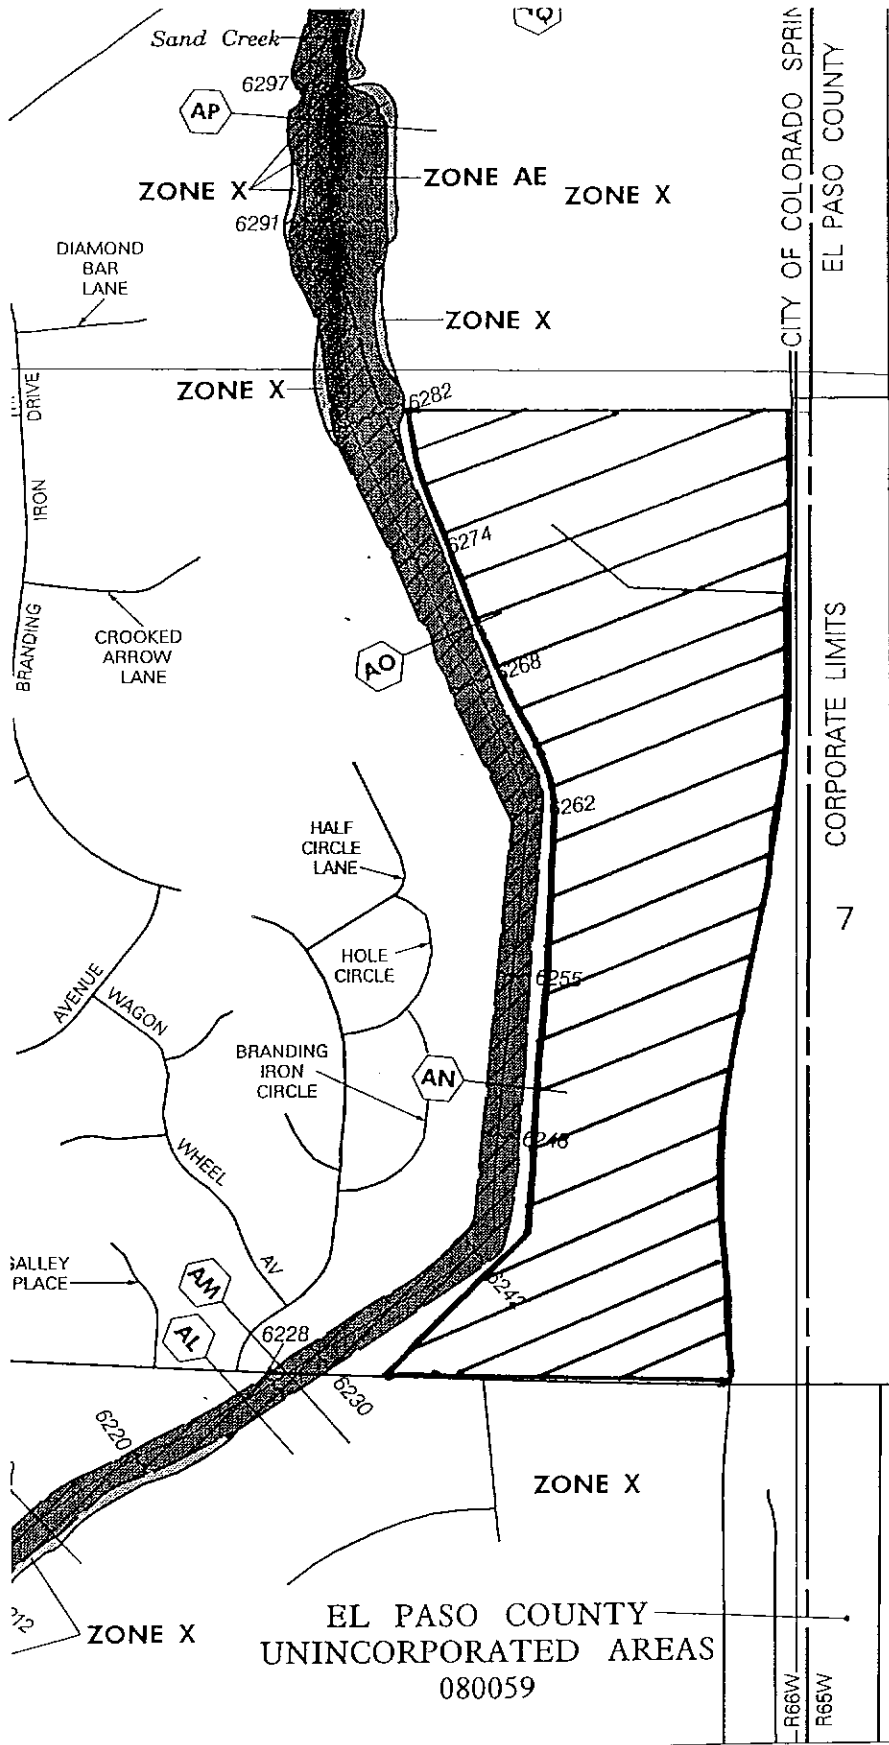 Sand Creek
6297
AP
ZONE X
ZONE AE
ZONE X
6291
DIAMOND
BAR
LANE
ZONE X
ZONE X
6282
CITY OF COLORADO SPRIN
EL PASO COUNTY
DRIVE
IRON
BRANDING
6274
CROOKED
ARROW
LANE
AO
6268
CORPORATE LIMITS
6262
HALF
CIRCLE
LANE
7
HOLE
CIRCLE
6255
AVENUE
WAGON
BRANDING
IRON
CIRCLE
AN
WHEEL
AV
GALLEY
PLACE
AM
AL
6242
6228
6230
6220
ZONE X
ZONE X
EL PASO COUNTY
UNINCORPORATED AREAS
080059
R66W
R65W